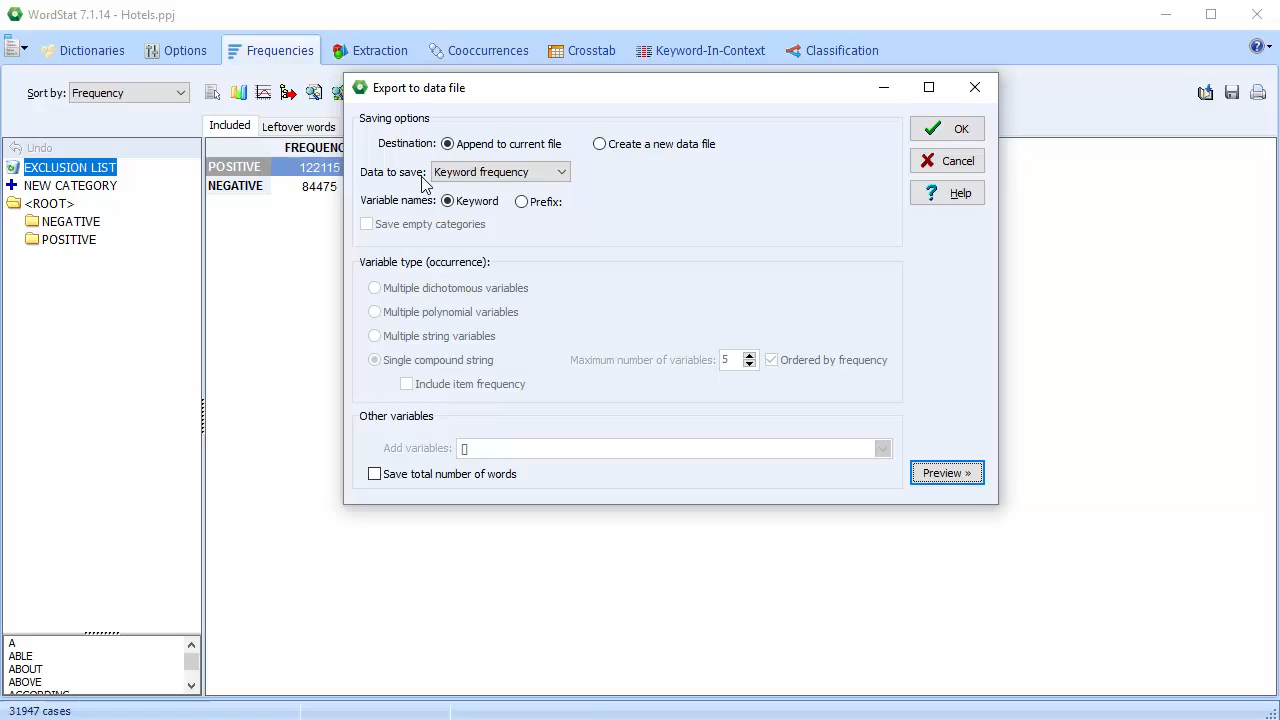 WordStat 7.1.14 - Hotels.ppj
Dictionaries
Options
Frequencies
Extraction
Cooccurrences
Crosstab
Keyword-in-Context
Classification
Sort by: Frequency
Export to data file
Included
Leftover words
Undo
EXCLUSION LIST
NEW CATEGORY
<ROOT>
NEGATIVE
POSITIVE
FREQUENC
POSITIVE 122115
NEGATIVE 84475
Saving options
Destination: Append to current file Create a new data file
Data to save: Keyword frequency
Variable names: Keyword Prefix:
Save empty categories
Variable type (occurrence):
Multiple dichotomous variables
Multiple polynomial variables
Multiple string variables
Single compound string Maximum number of variables: 5 Ordered by frequency
Include item frequency
Other variables
Add variables: []
Save total number of words
OK
Cancel
Help
Preview »
A
ABLE
ABOUT
ABOVE
ACCORDING
31947 cases